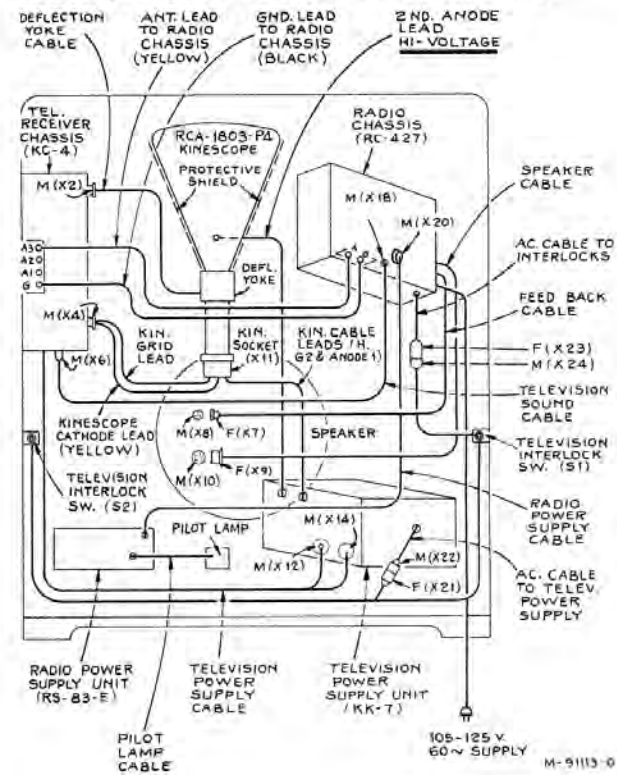 DEFLECTION
YOKE
CABLE
ANT. LEAD
TO RADIO
CHASSIS
(YELLOW)
GND. LEAD
TO RADIO
CHASSIS
(BLACK)
2ND. ANODE
LEAD
HI-VOLTAGE
TEL.
RECEIVER
CHASSIS
(KC-4)
RCA-1803-P4
KINESCOPE
PROTECTIVE
SHIELD
RADIO
CHASSIS
(RC-427)
SPEAKER
CABLE
M(X2)
M(X18)
M(X20)
A3
A2
A1
G
A
G
DEFL.
YOKE
AC. CABLE TO
INTERLOCKS
FEED BACK
CABLE
M(X4)
M(X6)
KIN.
GRID
LEAD
KIN.
SOCKET
(X11)
KIN. CABLE
LEADS /H.
G2 & ANODE 1)
F(X23)
M(X24)
TELEVISION
SOUND
CABLE
KINESCOPE
CATHODE LEAD
(YELLOW)
M(X8)
F(X7)
SPEAKER
M(X10)
F(X9)
TELEVISION
INTERLOCK
SW. (S1)
TELEVISION
INTERLOCK
SW. (S2)
PILOT LAMP
M(X12)
M(X14)
M(X22)
F(X21)
RADIO
POWER
SUPPLY
CABLE
AC. CABLE
TO TELEV.
POWER
SUPPLY
RADIO POWER
SUPPLY UNIT
(RS-83-E)
PILOT
LAMP
CABLE
TELEVISION
POWER
SUPPLY
CABLE
TELEVISION
POWER
SUPPLY UNIT
(KK-7)
105-125 V.
60~ SUPPLY
M-91113-0